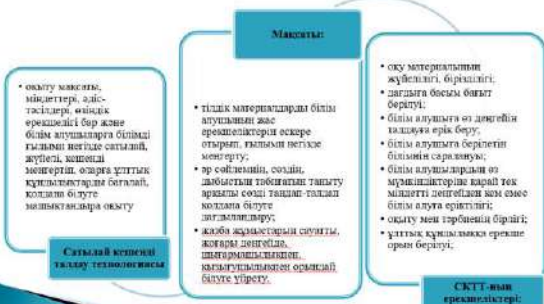 • оқыту мақсаты,
міндеттері, әдіс-
тәсілдері, өзіндік
ерекшелігі бар және
білім алушыларға білімді
ғылыми негізде сатылай,
жүйелі, кешенді
меңгертіп, оларға ұлттық
құндылықтарды бағалай,
қолдана білуге
машықтандыра оқыту
Сатылай кешенді
талдау технологиясы
Мақсаты:
• тілдік материалдарды білім
алушының жас
ерекшеліктерін ескере
отырып, ғылыми негізде
меңгерту;
• әр сөйлемнің, сөздің,
дыбыстың табиғатын таныту
арқылы сөзді таңдап-талдап
қолдана білуге
дағдыландыру;
• жазба жұмыстарын сауатты,
жоғары деңгейде,
шығармашылықпен,
қызығушылықпен орындай
білуге үйрету.
• оқу материалының
жүйелілігі, бірізділігі;
• дағдыға басым бағыт
берілуі;
• білім алушыға өз деңгейін
таңдауға ерік беру;
• білім алушыға берілетін
білімнің саралануы;
• білім алушылардың өз
мүмкіндіктеріне қарай тек
міндетті деңгейден кем емес
білім алуға еріктілігі;
• оқыту мен тәрбиенің бірлігі;
• ұлттық құндылыққа ерекше
орын берілуі;
СКТТ-ның
ерекшеліктері: